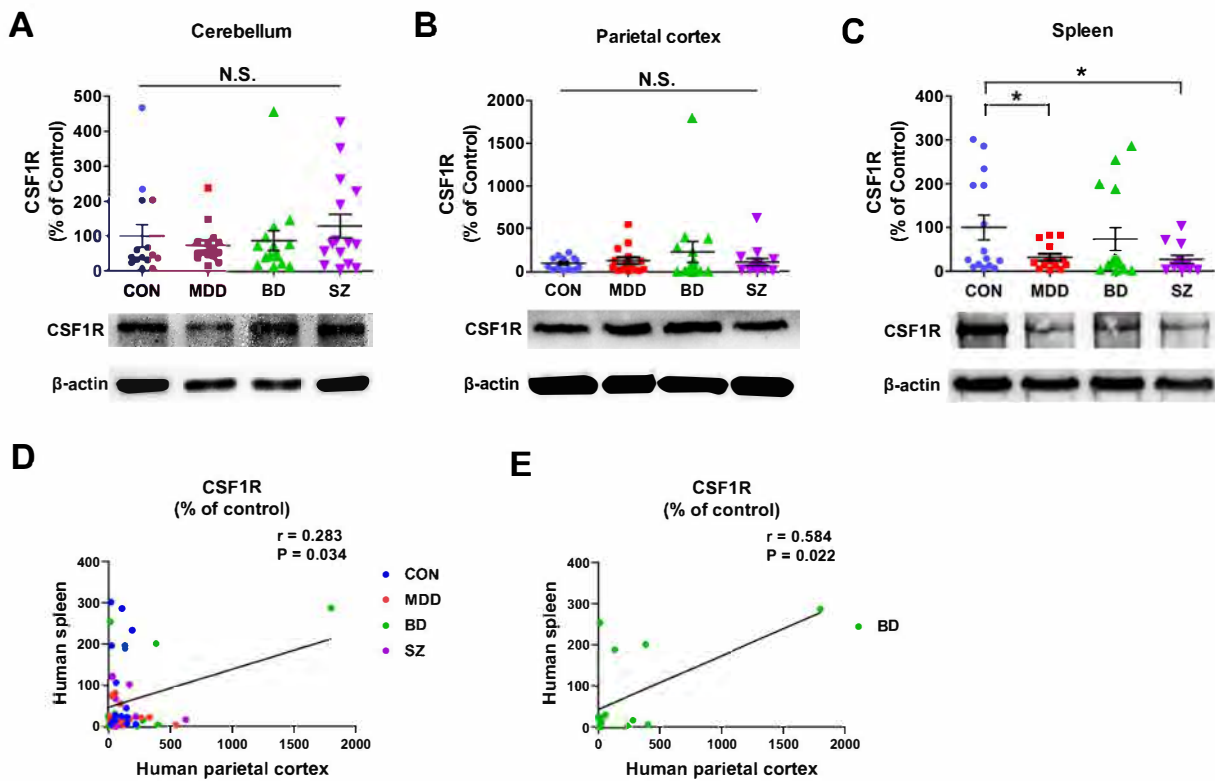 A
Cerebellum
N.S.
CSF1R
(% of Control)
500
400
300
200
100
0
CON MDD BD SZ
CSF1R
β-actin
B
Parietal cortex
N.S.
CSF1R
(% of Control)
2000
1500
1000
500
0
CON MDD BD SZ
CSF1R
β-actin
C
Spleen
*
*
CSF1R
(% of Control)
400
300
200
100
0
CON MDD BD SZ
CSF1R
β-actin
D
CSF1R
(% of control)
r = 0.283
P = 0.034
Human spleen
400
300
200
100
0
0 500 1000 1500 2000
Human parietal cortex
CON
MDD
BD
SZ
E
CSF1R
(% of control)
r = 0.584
P = 0.022
Human spleen
400
300
200
100
0
0 500 1000 1500 2000
Human parietal cortex
BD